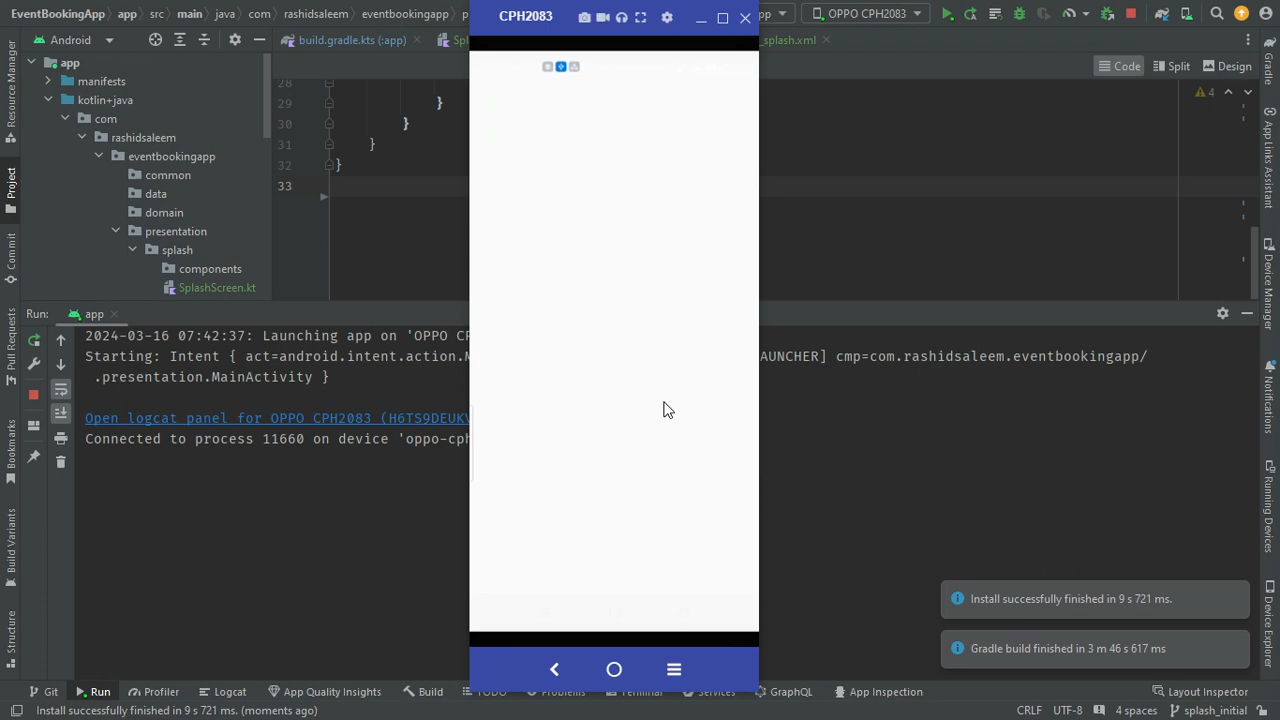 EventBookingApp
app
src
main
java
com
rashidsaleem
eventbookingapp
CPH2083
OPPO CPH2083
Android
build.gradle.kts (:app)
_splash.xml
Code
Split
Design
app
manifests
kotlin+java
com
rashidsaleem
eventbookingapp
common
data
domain
presentation
splash
components
SplashScreen.kt
28
29 }
30 }
31 }
32 }
33
4
Resource Manager
Project
Commit
Pull Requests
Bookmarks
Build Variants
Structure
Gradle
App Links Assistant
Device Manager
Notifications
Running Devices
Device Explorer
Run: app
2024-03-16 07:42:37: Launching app on 'OPPO
Starting: Intent { act=android.intent.action. AUNCHER] cmp=com.rashidsaleem.eventbookingapp/
.presentation.MainActivity }
Open logcat panel for OPPO CPH2083 (H6TS9DEUK
Connected to process 11660 on device 'oppo-cph
Install successfully finished in 9 s 721 ms.
Gradle build finished in 3 m 46 s 617 ms
Git
Run
Profiler
Logcat
App Quality Insights
Build
TODO
Problems
Terminal
Services
GraphQL
App Inspection
Layout Inspector
Install successfully finished in 9 s 721 ms. (moments ago)
CRLF
UTF-8
4 spaces
splash_initial